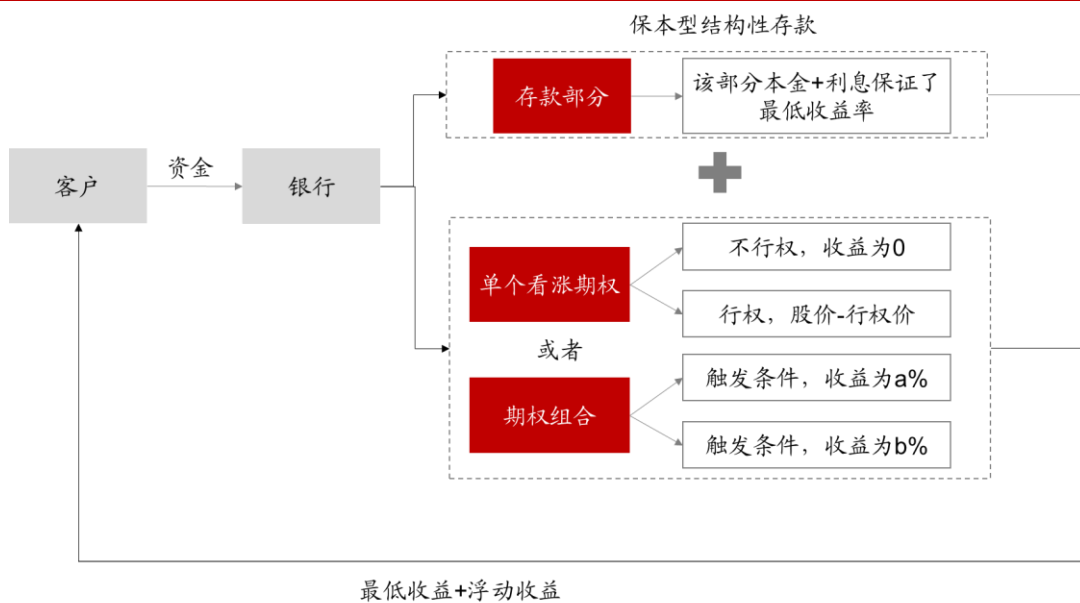 保本型结构性存款
存款部分
该部分本金+利息保证了
最低收益率
客户
资金
银行
单个看涨期权
不行权，收益为0
行权，股价-行权价
或者
期权组合
触发条件，收益为a%
触发条件，收益为b%
最低收益+浮动收益